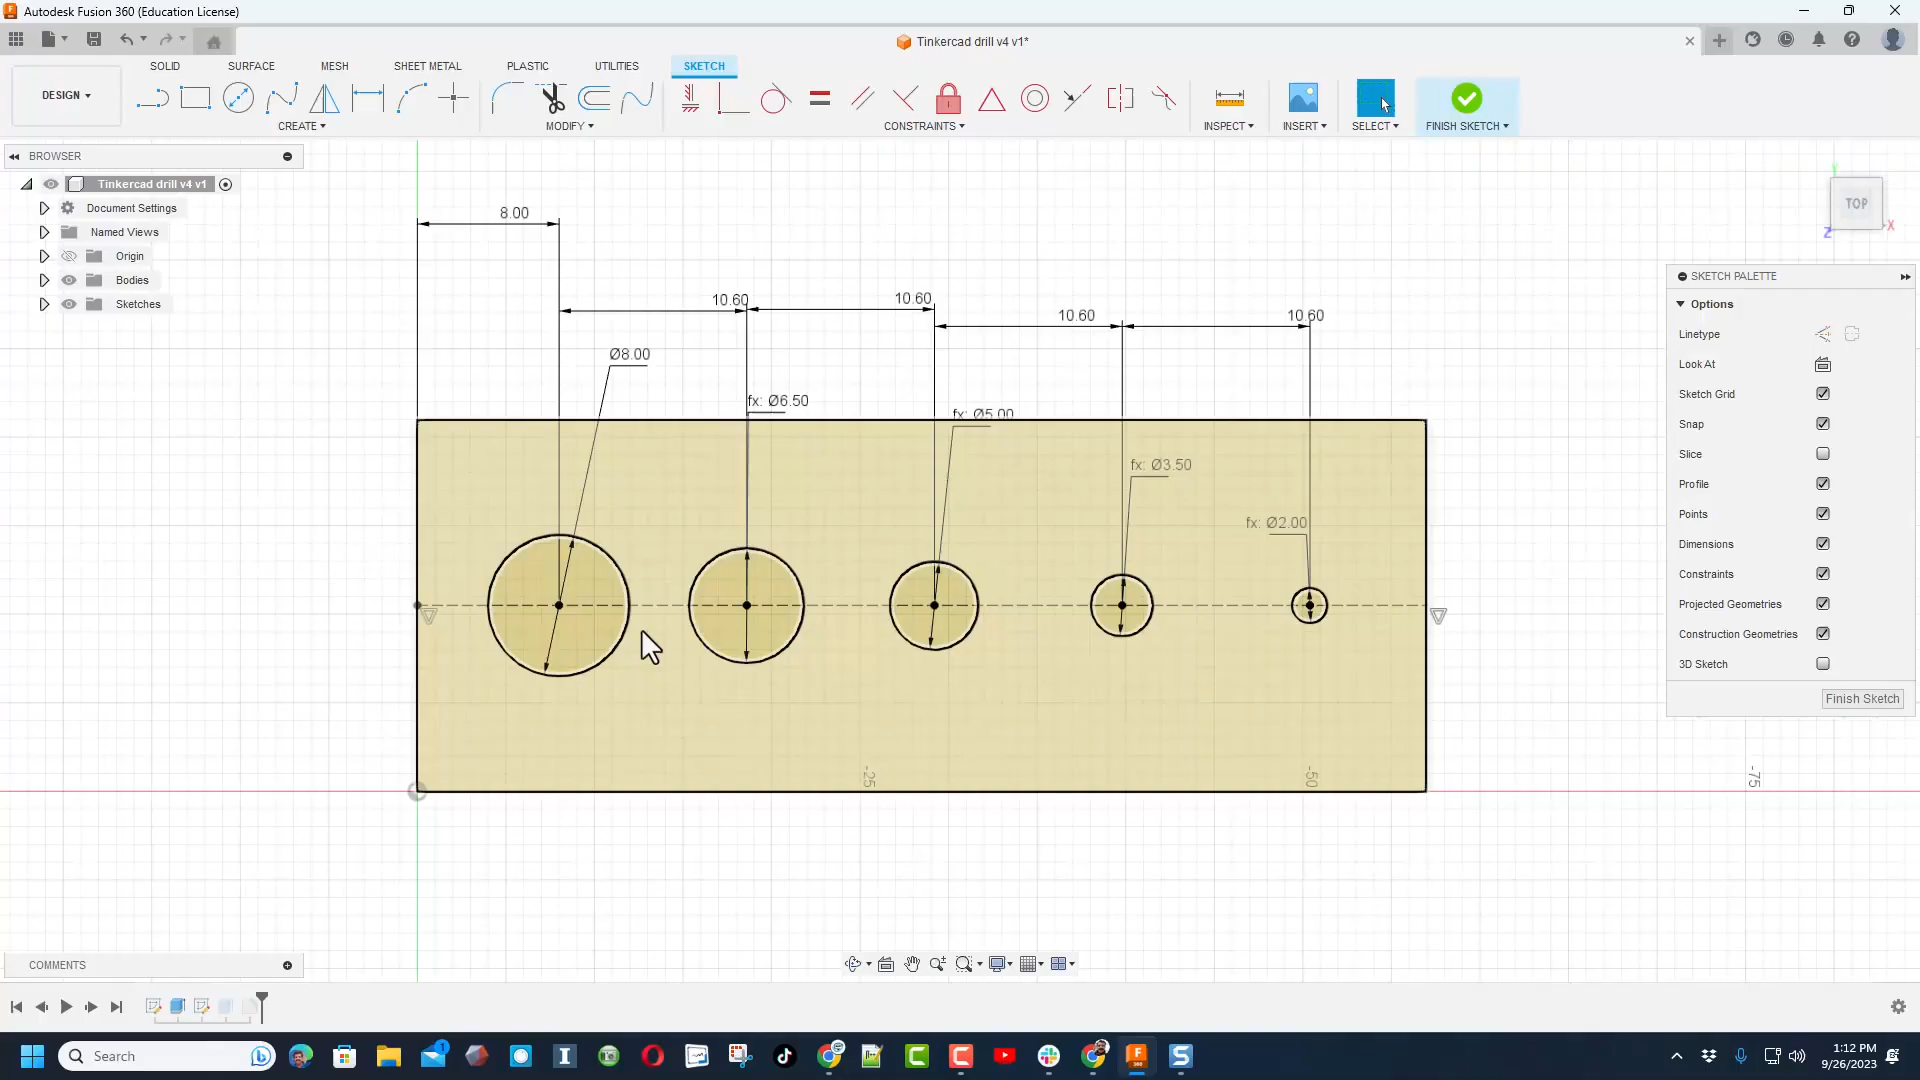 Autodesk Fusion 360 (Education License)
Tinkercad drill v4 v1*
SOLID SURFACE MESH SHEET METAL PLASTIC UTILITIES SKETCH
DESIGN
CREATE MODIFY CONSTRAINTS INSPECT INSERT SELECT FINISH SKETCH
BROWSER
Tinkercad drill v4 v1
Document Settings
Named Views
Origin
Bodies
Sketches
TOP
Y
X
Z
8.00
10.60 10.60 10.60 10.60
Ø8.00
fx: Ø6.50
fx: Ø5.00
fx: Ø3.50
fx: Ø2.00
-25
-50
-75
SKETCH PALETTE
Options
Linetype
Look At
Sketch Grid
Snap
Slice
Profile
Points
Dimensions
Constraints
Projected Geometries
Construction Geometries
3D Sketch
Finish Sketch
COMMENTS
Search
1:12 PM
9/26/2023